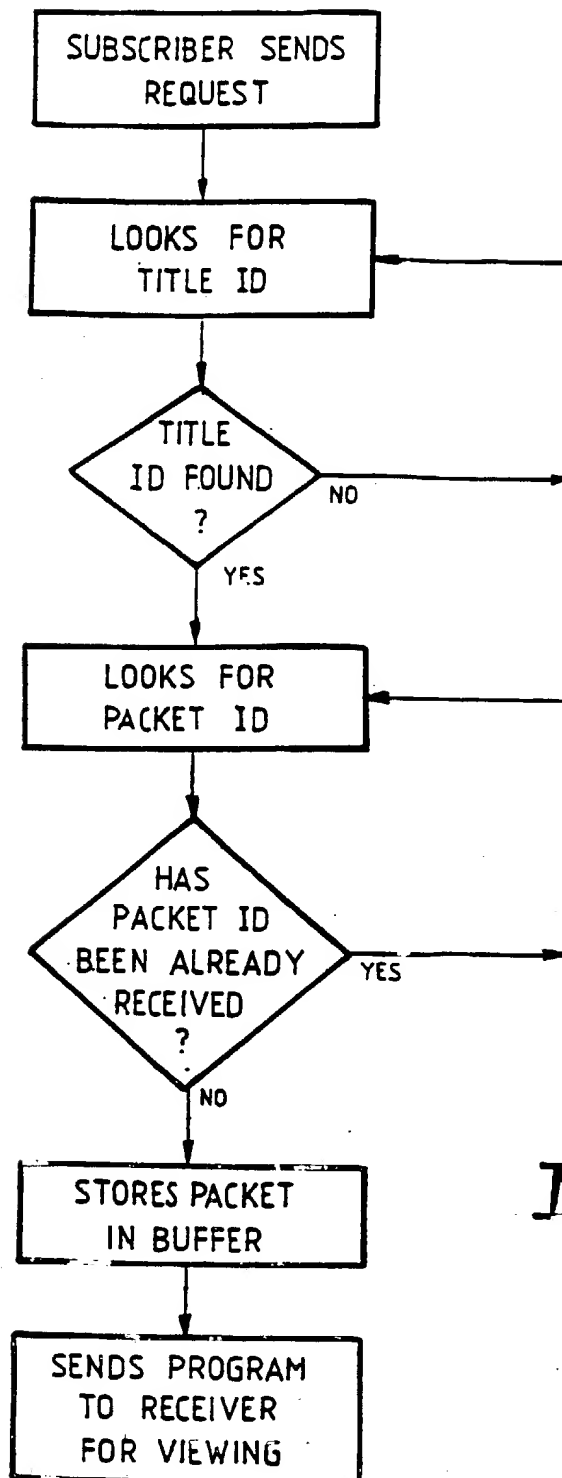 SUBSCRIBER SENDS
REQUEST
LOOKS FOR
TITLE ID
TITLE
ID FOUND
?
NO
YES
LOOKS FOR
PACKET ID
HAS
PACKET ID
BEEN ALREADY
RECEIVED
?
YES
NO
STORES PACKET
IN BUFFER
SENDS PROGRAM
TO RECEIVER
FOR VIEWING